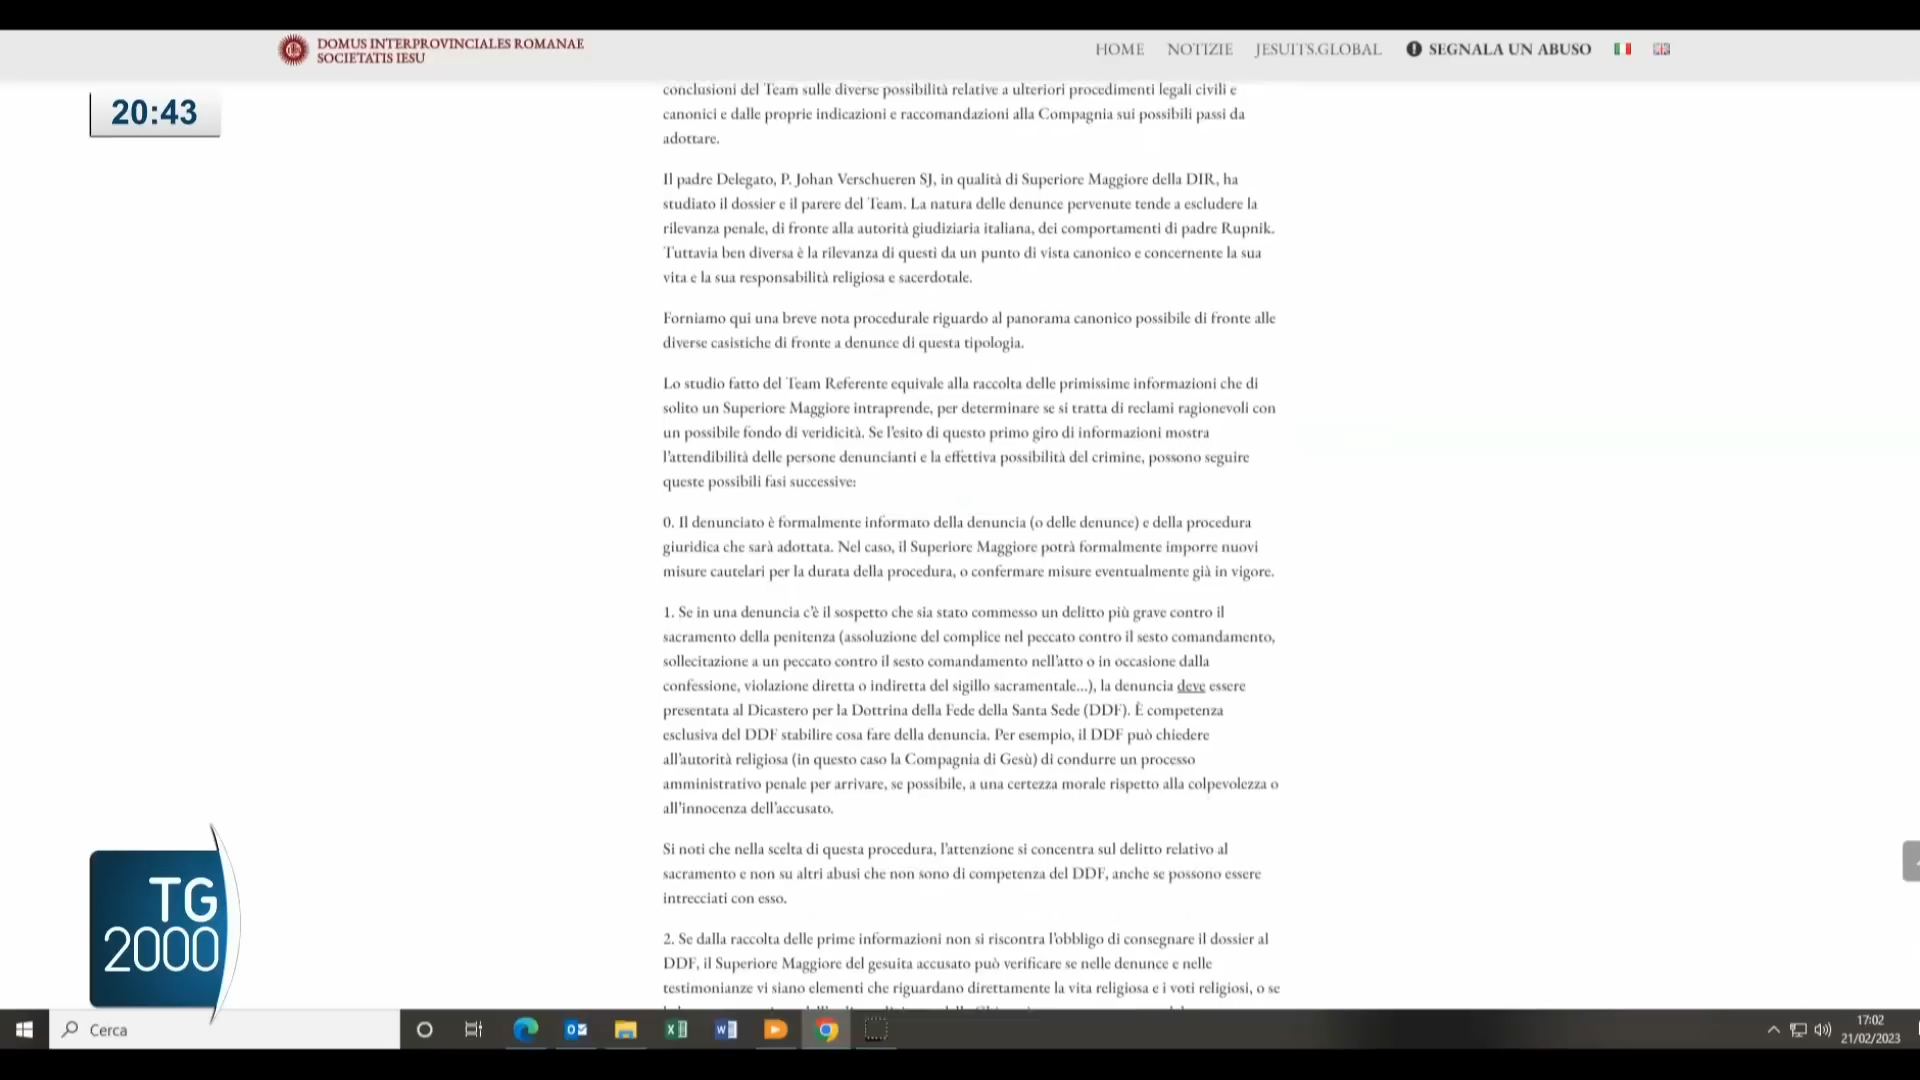 DOMUS INTERPROVINCIALES ROMANAE
SOCIETATIS IESU
HOME NOTIZIE JESUITS.GLOBAL SEGNALA UN ABUSO
20:43
conclusioni del Team sulle diverse possibilità relative a ulteriori procedimenti legali civili e
canonici e dalle proprie indicazioni e raccomandazioni alla Compagnia sui possibili passi da
adottare.
Il padre Delegato, P. Johan Verschueren SJ, in qualità di Superiore Maggiore della DIR, ha
studiato il dossier e il parere del Team. La natura delle denunce pervenute tende a escludere la
rilevanza penale, di fronte alla autorità giudiziaria italiana, dei comportamenti di padre Rupnik.
Tuttavia ben diversa è la rilevanza di questi da un punto di vista canonico e concernente la sua
vita e la sua responsabilità religiosa e sacerdotale.
Forniamo qui una breve nota procedurale riguardo al panorama canonico possibile di fronte alle
diverse casistiche di fronte a denunce di questa tipologia.
Lo studio fatto del Team Referente equivale alla raccolta delle primissime informazioni che di
solito un Superiore Maggiore intraprende, per determinare se si tratta di reclami ragionevoli con
un possibile fondo di veridicità. Se l'esito di questo primo giro di informazioni mostra
l'attendibilità delle persone denuncianti e la effettiva possibilità del crimine, possono seguire
queste possibili fasi successive:
0. Il denunciato è formalmente informato della denuncia (o delle denunce) e della procedura
giuridica che sarà adottata. Nel caso, il Superiore Maggiore potrà formalmente imporre nuovi
misure cautelari per la durata della procedura, o confermare misure eventualmente già in vigore.
1. Se in una denuncia c'è il sospetto che sia stato commesso un delitto più grave contro il
sacramento della penitenza (assoluzione del complice nel peccato contro il sesto comandamento,
sollecitazione a un peccato contro il sesto comandamento nell'atto o in occasione dalla
confessione, violazione diretta o indiretta del sigillo sacramentale...), la denuncia deve essere
presentata al Dicastero per la Dottrina della Fede della Santa Sede (DDF). È competenza
esclusiva del DDF stabilire cosa fare della denuncia. Per esempio, il DDF può chiedere
all'autorità religiosa (in questo caso la Compagnia di Gesù) di condurre un processo
amministrativo penale per arrivare, se possibile, a una certezza morale rispetto alla colpevolezza o
all'innocenza dell'accusato.
Si noti che nella scelta di questa procedura, l'attenzione si concentra sul delitto relativo al
sacramento e non su altri abusi che non sono di competenza del DDF, anche se possono essere
intrecciati con esso.
2. Se dalla raccolta delle prime informazioni non si riscontra l'obbligo di consegnare il dossier al
DDF, il Superiore Maggiore del gesuita accusato può verificare se nelle denunce e nelle
testimonianze vi siano elementi che riguardano direttamente la vita religiosa e i voti religiosi, o se
TG
2000
Cerca
17:02
21/02/2023